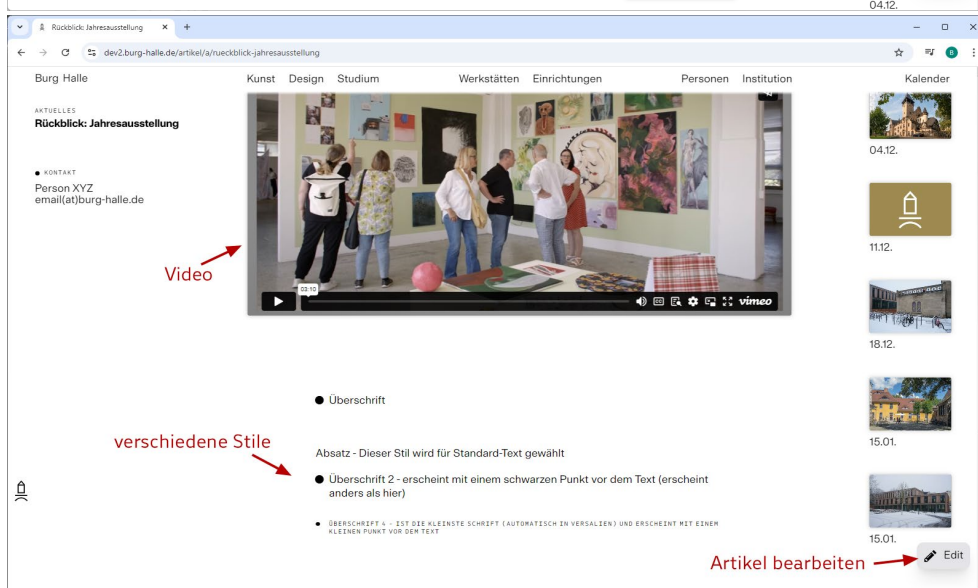 04.12.
Rückblick: Jahresausstellung
dev2.burg-halle.de/artikel/a/rueckblick-jahresausstellung
B
Burg Halle
Kunst Design Studium Werkstätten Einrichtungen Personen Institution Kalender
AKTUELLES
Rückblick: Jahresausstellung
KONTAKT
Person XYZ
email(at)burg-halle.de
Video
03:10
CC
vimeo
04.12.
11.12.
18.12.
15.01.
15.01.
verschiedene Stile
Überschrift
Absatz - Dieser Stil wird für Standard-Text gewählt
Überschrift 2 - erscheint mit einem schwarzen Punkt vor dem Text (erscheint
anders als hier)
ÜBERSCHRIFT 4 - IST DIE KLEINSTE SCHRIFT (AUTOMATISCH IN VERSALIEN) UND ERSCHEINT MIT EINEM
KLEINEN PUNKT VOR DEM TEXT
Artikel bearbeiten
Edit